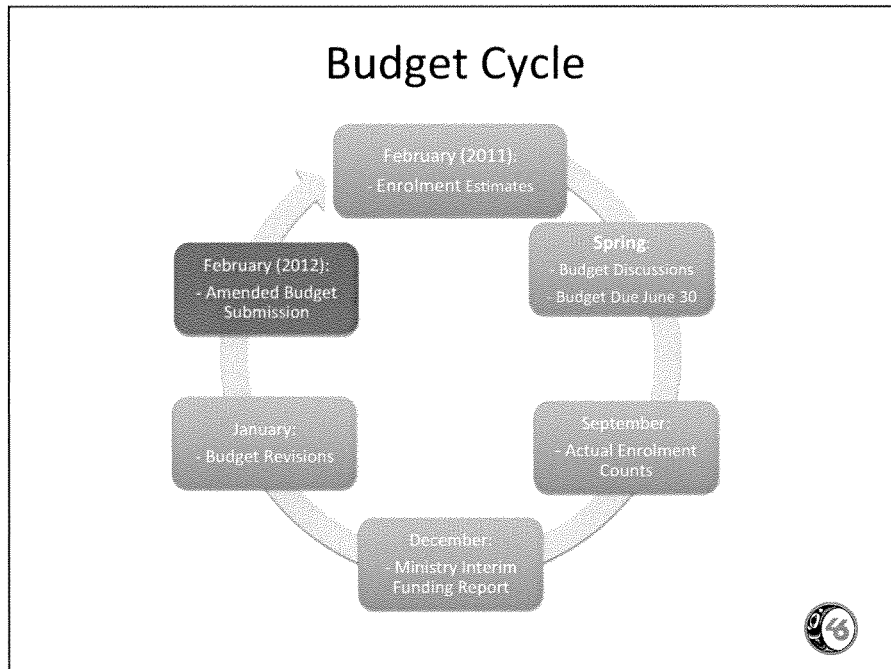 Budget Cycle
February (2011):
- Enrolment Estimates
Spring:
- Budget Discussions
- Budget Due June 30
September:
- Actual Enrolment
Counts
December:
- Ministry Interim
Funding Report
January:
- Budget Revisions
February (2012):
- Amended Budget
Submission
46